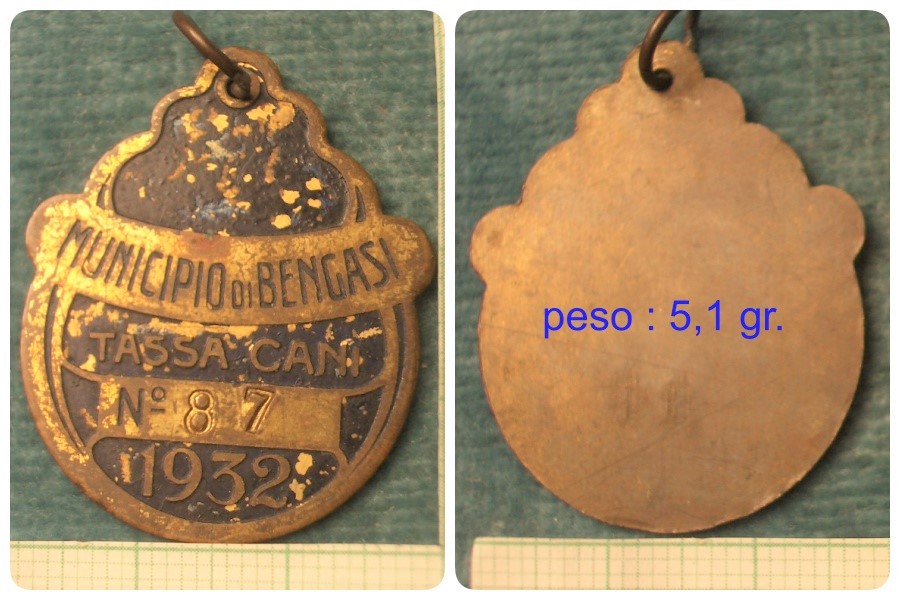 MUNICIPIO DI BENGASI
TASSA CANI
Nº 87
1932
peso : 5,1 gr.